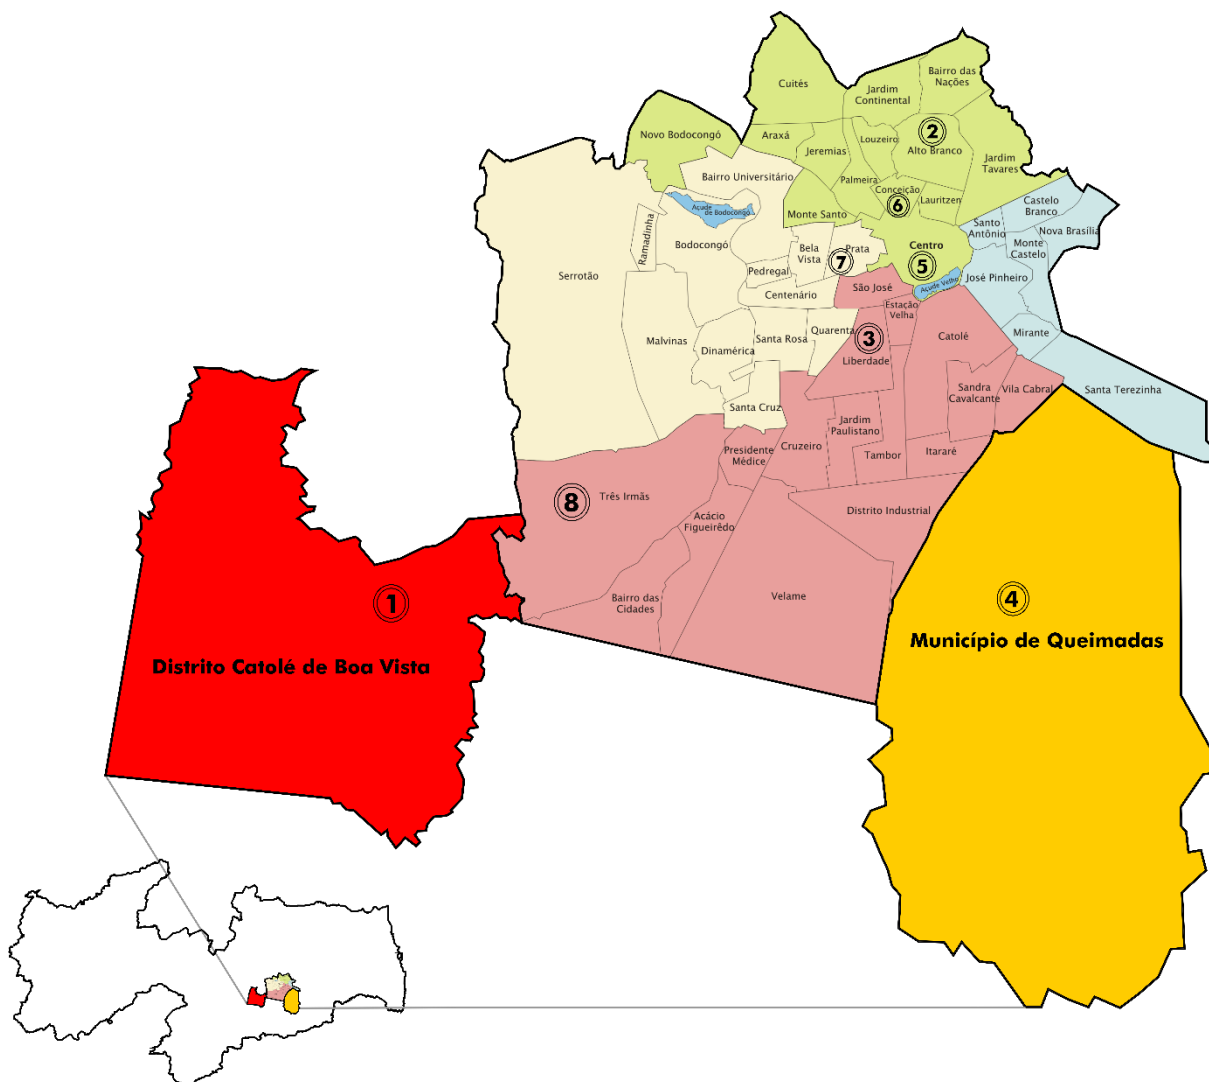 Bairro das
Nações
Cuités
Jardim
Continental
2
Novo Bodocongó
Araxá
Louzeiro
Jeremias
Alto Branco
Jardim
Tavares
Bairro Universitário
Palmeira
Conceição
Lauritzen
6
Castelo
Branco
Açude
de Bodocongó
Monte Santo
Santo
Antônio
Nova Brasília
Ramadinha
Bodocongó
Bela
Vista
Prata
Centro
Monte
Castelo
7
5
Serrotão
Pedregal
José Pinheiro
São José
Açude Velho
Centenário
Estação
Velha
Quarenta
Mirante
Malvinas
Dinamérica
Santa Rosa
3
Liberdade
Catolé
Sandra
Cavalcante
Vila Cabral
Santa Terezinha
Santa Cruz
Jardim
Paulistano
Presidente
Médice
Cruzeiro
Tambor
Itararé
8
Três Irmãs
Acácio
Figueirêdo
Distrito Industrial
1
Bairro das
Cidades
Velame
4
Município de Queimadas
Distrito Catolé de Boa Vista